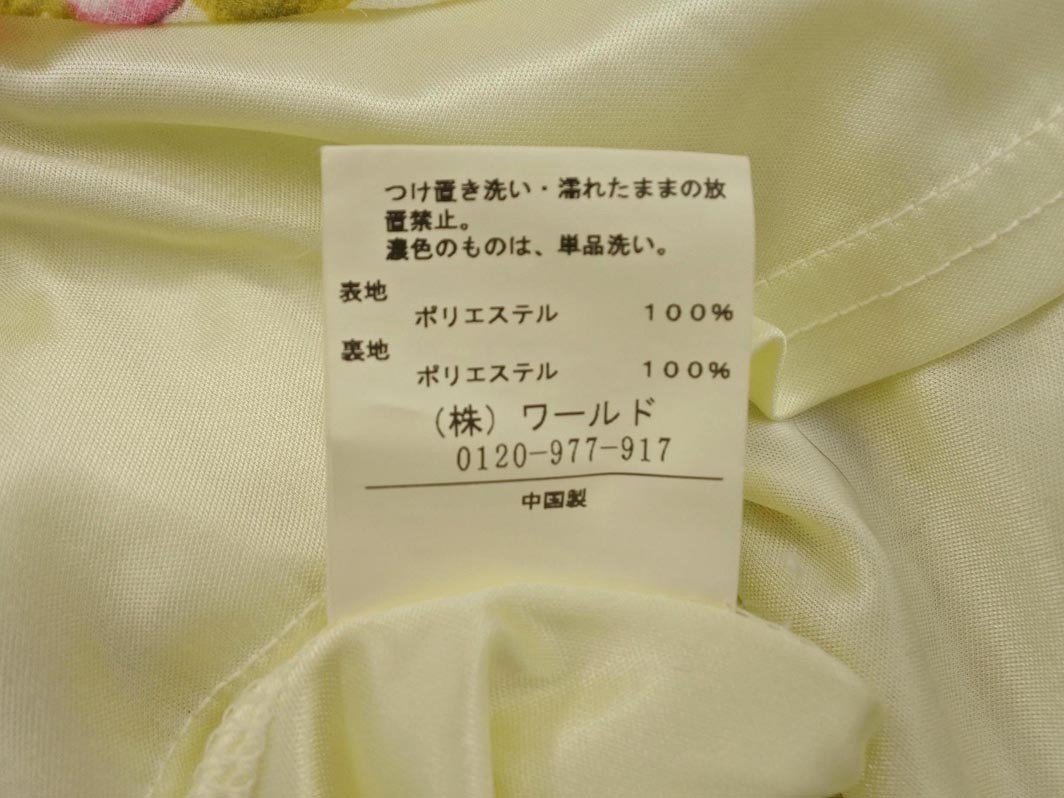 つけ置き洗い・濡れたままの放
置禁止。
濃色のものは、単品洗い。
表地
ポリエステル　　１００％
裏地
ポリエステル　　１００％
（株）ワールド
0120-977-917
中国製